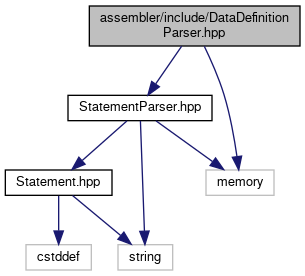 assembler/include/DataDefinition
Parser.hpp
StatementParser.hpp
Statement.hpp
memory
cstddef
string